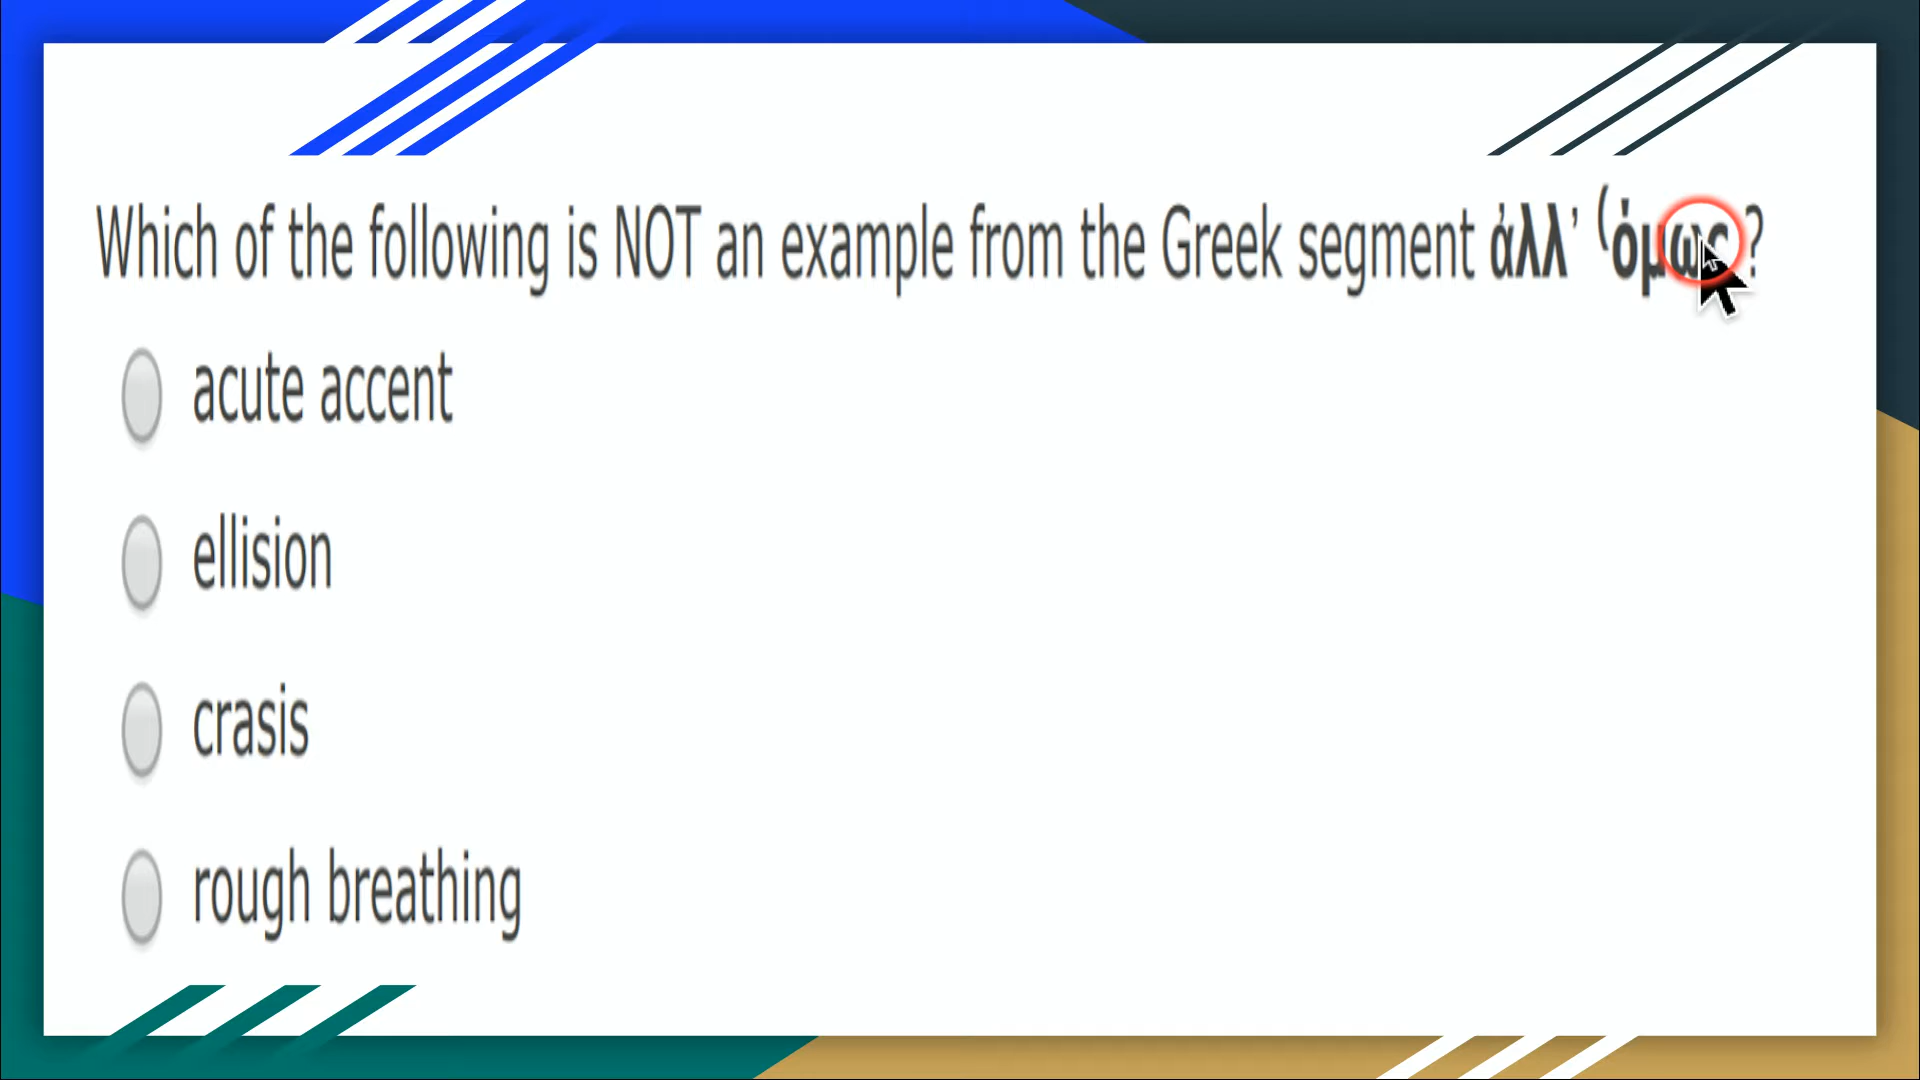 Which of the following is NOT an example from the Greek segment ἀλλ᾽ ῾όμως ?
acute accent
ellision
crasis
rough breathing